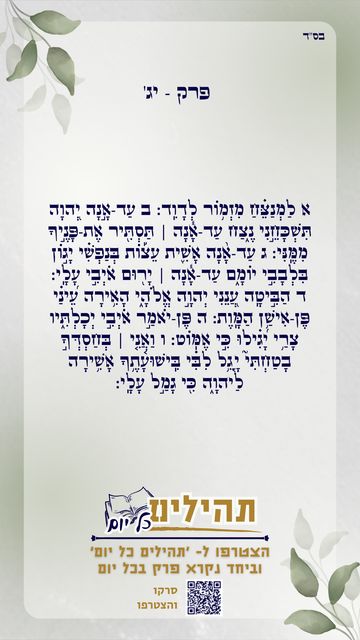 בס״ד
פרק - יג׳
א לַמְנַצֵּחַ מִזְמוֹר לְדָוִד: ב עַד-אָנָה יְהוָה
תִּשְׁכָּחֵנִי נֶצַח עַד-אָנָה | תַּסְתִּיר אֶת-פָּנֶיךָ
מִמֶּנִּי: ג עַד-אָנָה אָשִׁית עֵצוֹת בְּנַפְשִׁי יָגוֹן
בִּלְבָבִי יוֹמָם עַד-אָנָה | יָרוּם אֹיְבִי עָלָי:
ד הַבִּיטָה עֲנֵנִי יְהוָה אֱלֹהָי הָאִירָה עֵינַי
פֶּן-אִישַׁן הַמָּוֶת: ה פֶּן-יֹאמַר אֹיְבִי יְכָלְתִּיו
צָרַי יָגִילוּ כִּי אֶמּוֹט: ו וַאֲנִי | בְּחַסְדְּךָ
בָטַחְתִּי יָגֵל לִבִּי בִּישׁוּעָתֶךָ אָשִׁירָה
לַיהוָה כִּי גָמַל עָלָי:
תהילים
כל יום
הצטרפו ל- ׳תהילים כל יום׳
וביחד נקרא פרק בכל יום
סרקו
והצטרפו